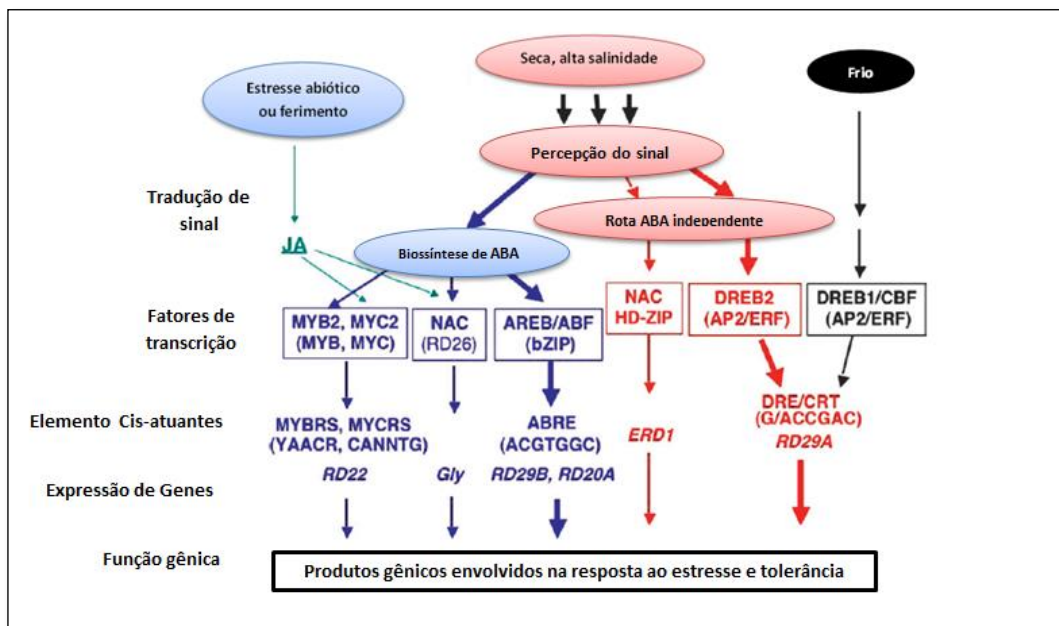 Seca, alta salinidade
Frio
Estresse abiótico
ou ferimento
Percepção do sinal
Tradução de
sinal
Rota ABA independente
JA
Biossíntese de ABA
Fatores de
transcrição
MYB2, MYC2
(MYB, MYC)
NAC
(RD26)
AREB/ABF
(bZIP)
NAC
HD-ZIP
DREB2
(AP2/ERF)
DREB1/CBF
(AP2/ERF)
Elemento Cis-atuantes
MYBRS, MYCRS
(YAACR, CANNTG)
ABRE
(ACGTGGC)
ERD1
DRE/CRT
(G/ACCGAC)
RD29A
Expressão de Genes
RD22
Gly
RD29B, RD20A
Função gênica
Produtos gênicos envolvidos na resposta ao estresse e tolerância